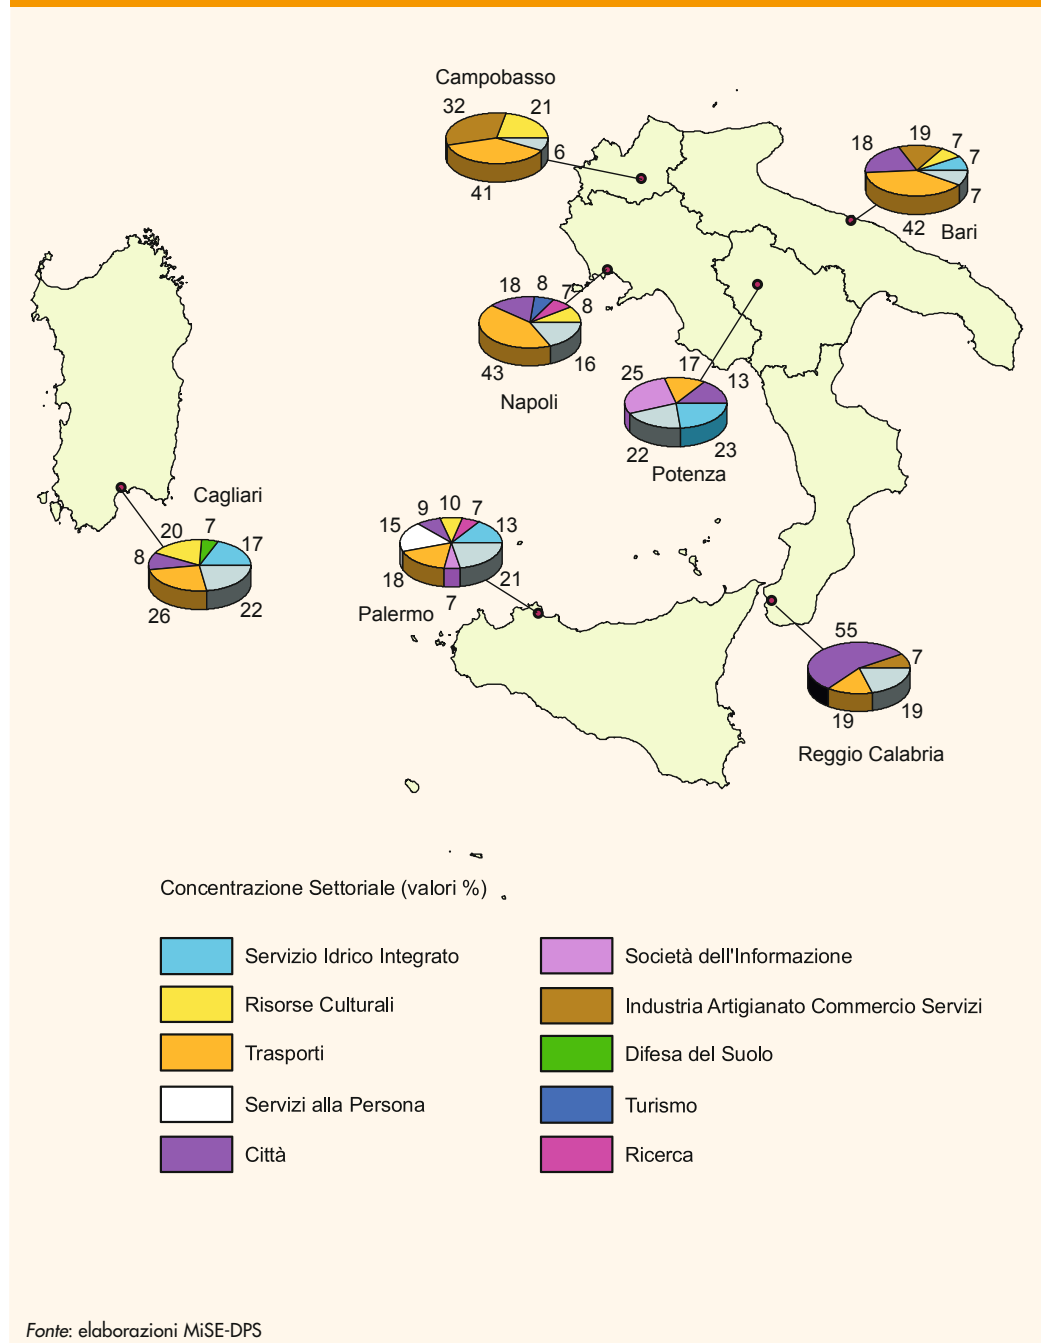 Campobasso
32 21
6
41
18 19 7
7
7
42 Bari
18 8 7
8
43 16
Napoli
25 17 13
22 23
Potenza
Cagliari
20 7
8 17
26 22
15 9 10 7 13
18 21
7
Palermo
55
7
19 19
Reggio Calabria
Concentrazione Settoriale (valori %)
Servizio Idrico Integrato
Risorse Culturali
Trasporti
Servizi alla Persona
Città
Società dell'Informazione
Industria Artigianato Commercio Servizi
Difesa del Suolo
Turismo
Ricerca
Fonte: elaborazioni MiSE-DPS